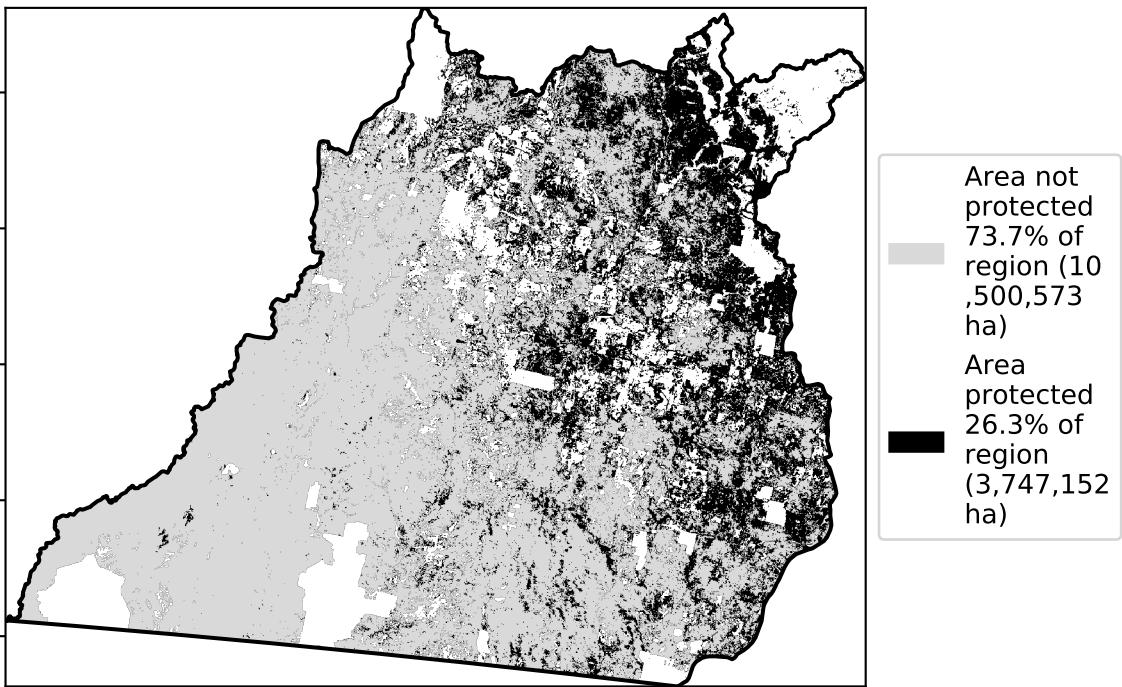 Area not
protected
73.7% of
region (10
,500,573
ha)
Area
protected
26.3% of
region
(3,747,152
ha)